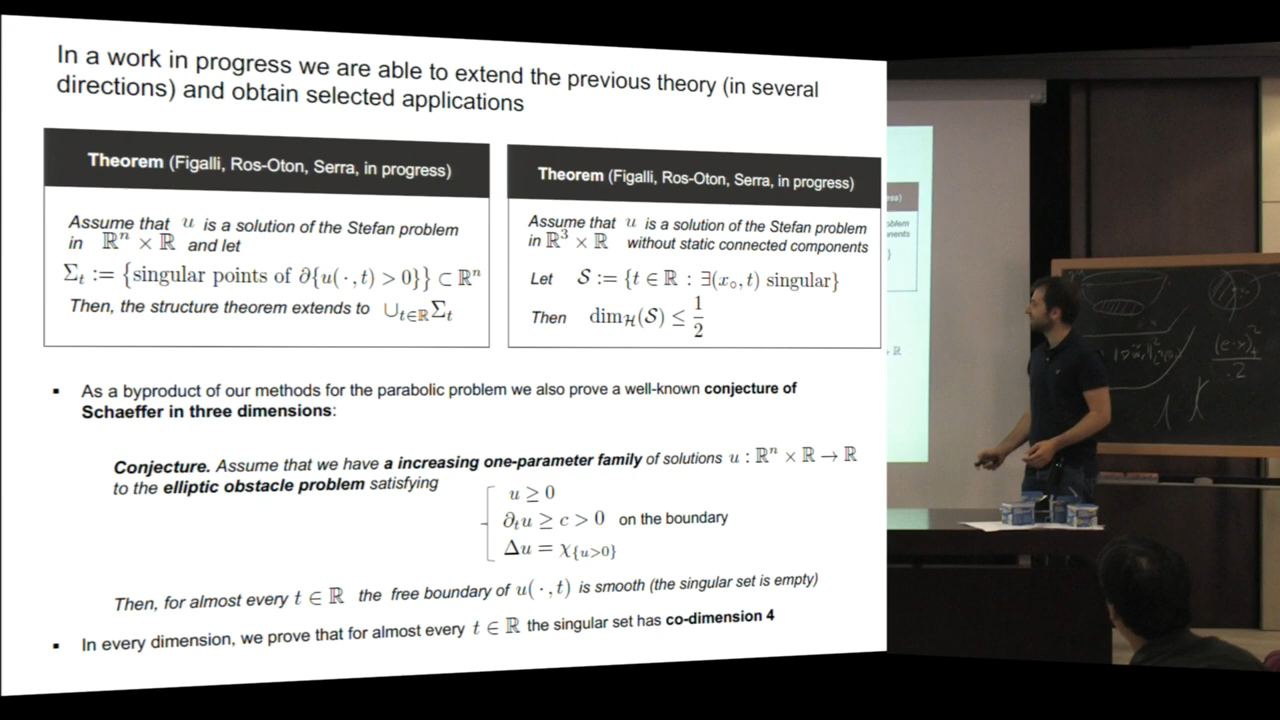 In a work in progress we are able to extend the previous theory (in several
directions) and obtain selected applications
Theorem (Figalli, Ros-Oton, Serra, in progress)
Assume that u is a solution of the Stefan problem
in ℝⁿ × ℝ and let
Σ_t := {singular points of ∂{u(·,t) > 0}} ⊂ ℝⁿ
Then, the structure theorem extends to ∪_{t∈ℝ}Σ_t
Theorem (Figalli, Ros-Oton, Serra, in progress)
Assume that u is a solution of the Stefan problem
in ℝ³ × ℝ without static connected components
Let S := {t ∈ ℝ : ∃(x_∘, t) singular}
Then dim_H(S) ≤ 1/2
▪ As a byproduct of our methods for the parabolic problem we also prove a well-known conjecture of
Schaeffer in three dimensions:
Conjecture. Assume that we have a increasing one-parameter family of solutions u : ℝⁿ × ℝ → ℝ
to the elliptic obstacle problem satisfying
u ≥ 0
∂_t u ≥ c > 0 on the boundary
Δu = χ_{u>0}
Then, for almost every t ∈ ℝ the free boundary of u(·,t) is smooth (the singular set is empty)
▪ In every dimension, we prove that for almost every t ∈ ℝ the singular set has co-dimension 4